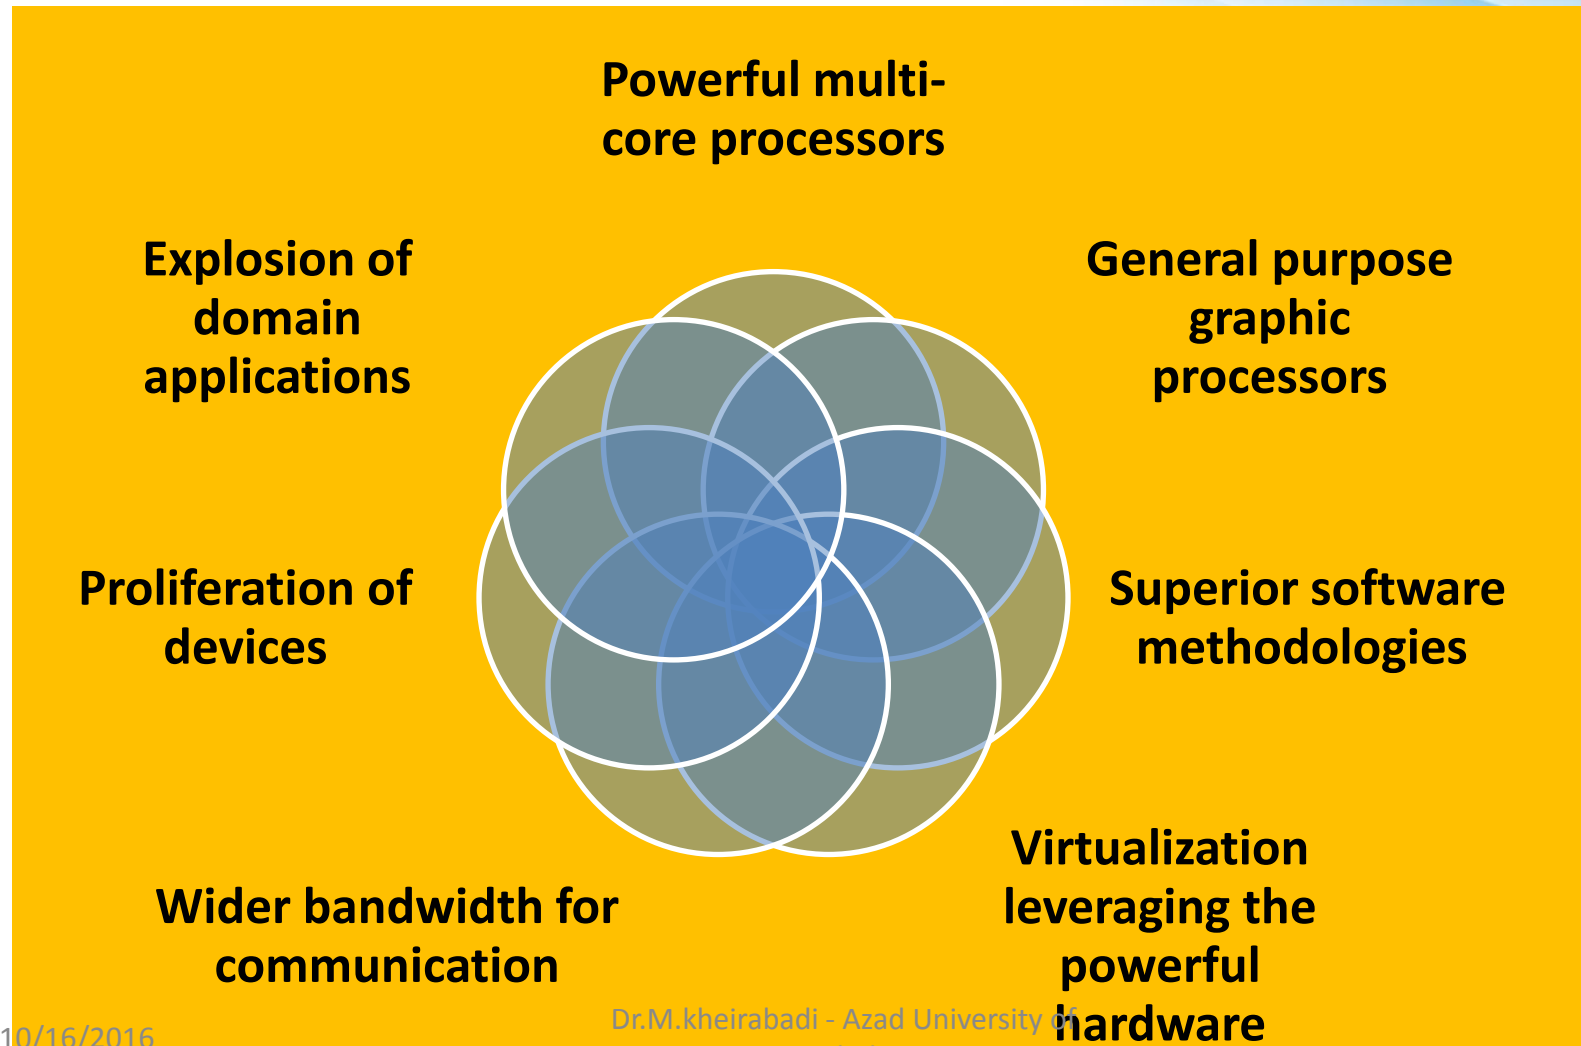 Powerful multi-
core processors
General purpose
graphic
processors
Superior software
methodologies
Virtualization
leveraging the
powerful
hardware
Wider bandwidth for
communication
Proliferation of
devices
Explosion of
domain
applications
10/16/2016
Dr.M.kheirabadi - Azad University of